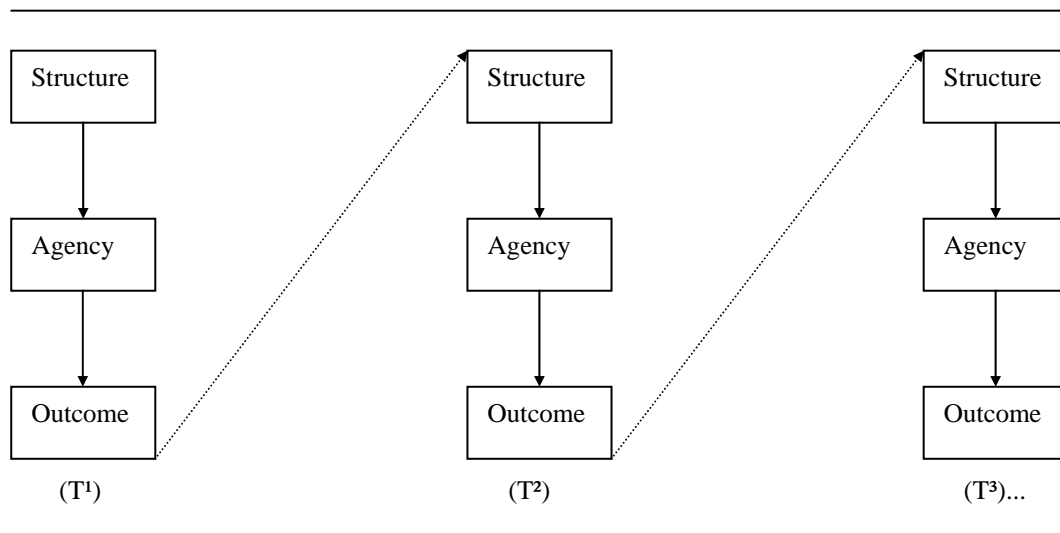 Structure Structure Structure
Agency Agency Agency
Outcome Outcome Outcome
(T¹) (T²) (T³)...